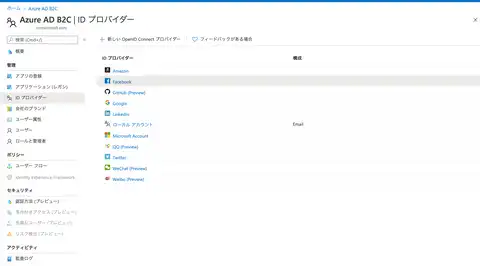 ホーム > Azure AD B2C
Azure AD B2C | ID プロバイダー
検索 (Cmd+/)
+ 新しい OpenID Connect プロバイダー
フィードバックがある場合
概要
管理
アプリの登録
アプリケーション (レガシ)
ID プロバイダー
会社のブランド
ユーザー属性
ユーザー
ロールと管理者
ポリシー
ユーザー フロー
Identity Experience Framework
セキュリティ
認証方法 (プレビュー)
条件付きアクセス (プレビュー)
危険なユーザー (プレビュー)
リスク検出 (プレビュー)
アクティビティ
監査ログ
ID プロバイダー
構成
Amazon
Facebook
GitHub (Preview)
Google
LinkedIn
ローカル アカウント
Email
Microsoft Account
QQ (Preview)
Twitter
WeChat (Preview)
Weibo (Preview)